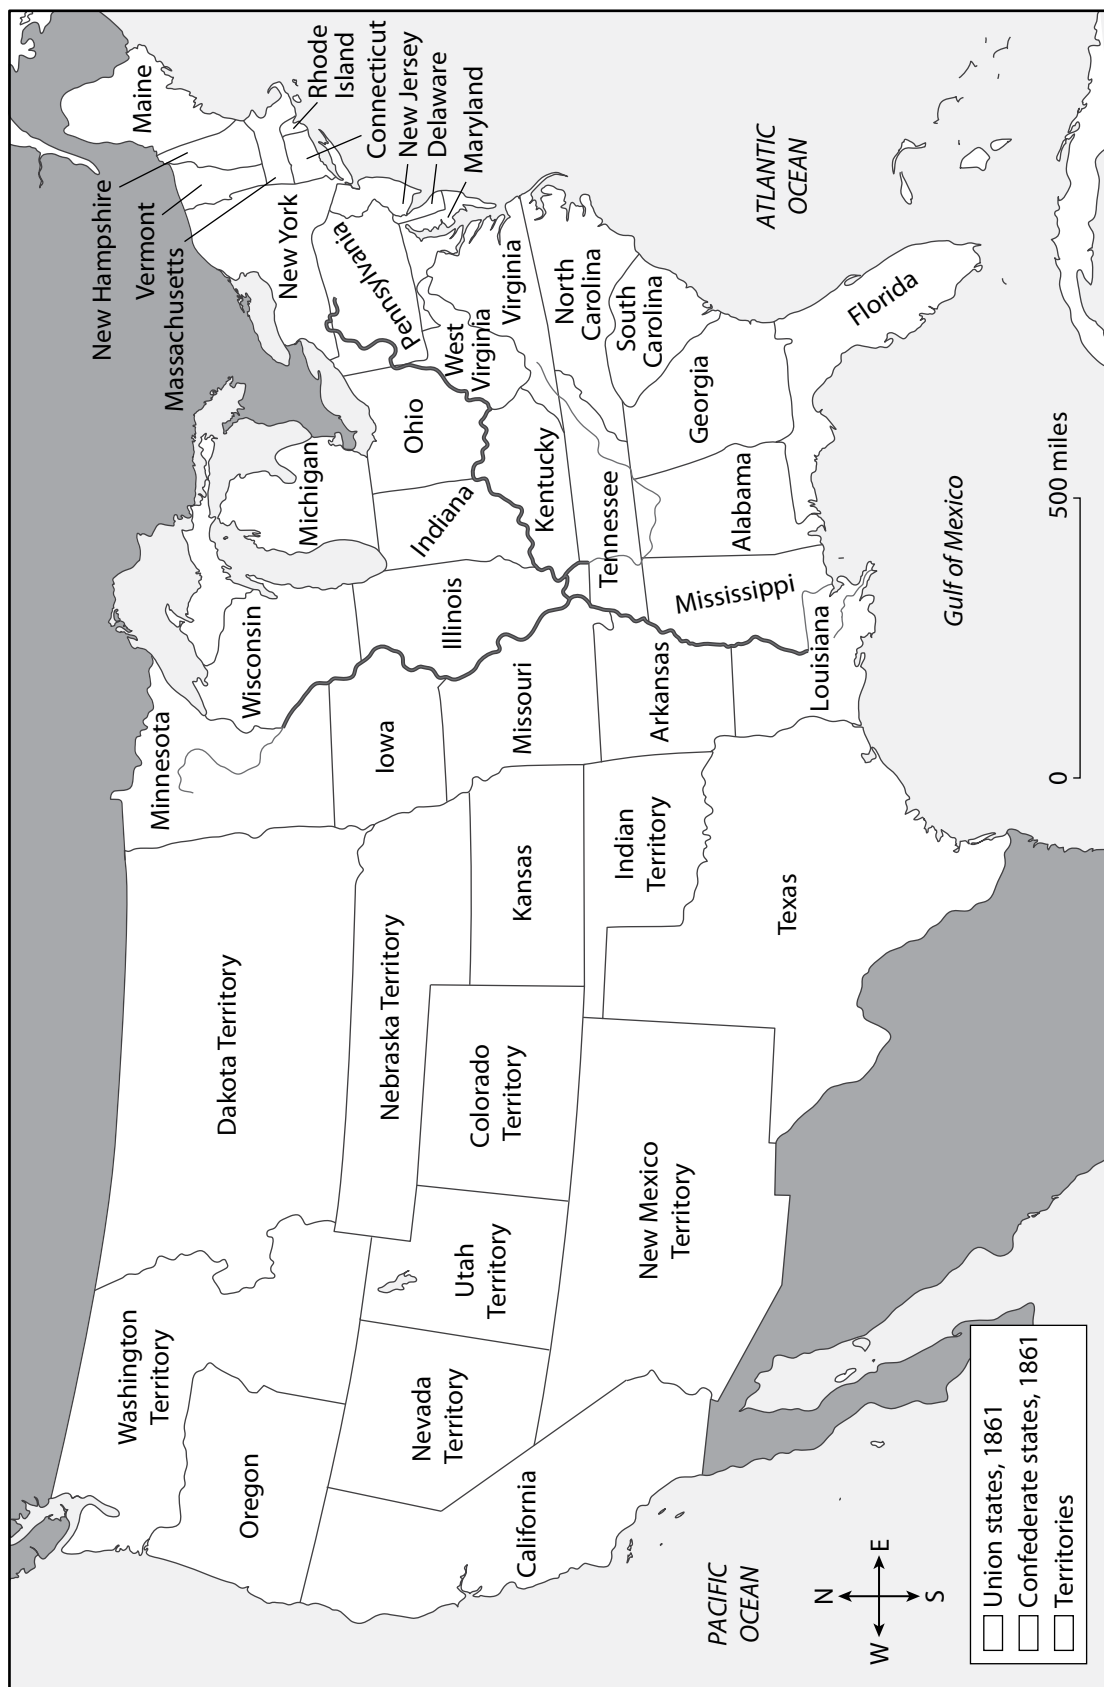 Washington
Territory
Oregon
California
Nevada
Territory
Utah
Territory
Dakota Territory
Nebraska Territory
Colorado
Territory
New Mexico
Territory
Kansas
Indian
Territory
Texas
Minnesota
Iowa
Missouri
Arkansas
Louisiana
Wisconsin
Illinois
Michigan
Indiana
Ohio
Kentucky
Tennessee
Mississippi
Alabama
Georgia
Florida
South
Carolina
North
Carolina
Virginia
West
Virginia
Pennsylvania
New York
Maine
New Hampshire
Vermont
Massachusetts
Rhode
Island
Connecticut
New Jersey
Delaware
Maryland
ATLANTIC
OCEAN
Gulf of Mexico
PACIFIC
OCEAN
N
W
E
S
0
500 miles
Union states, 1861
Confederate states, 1861
Territories